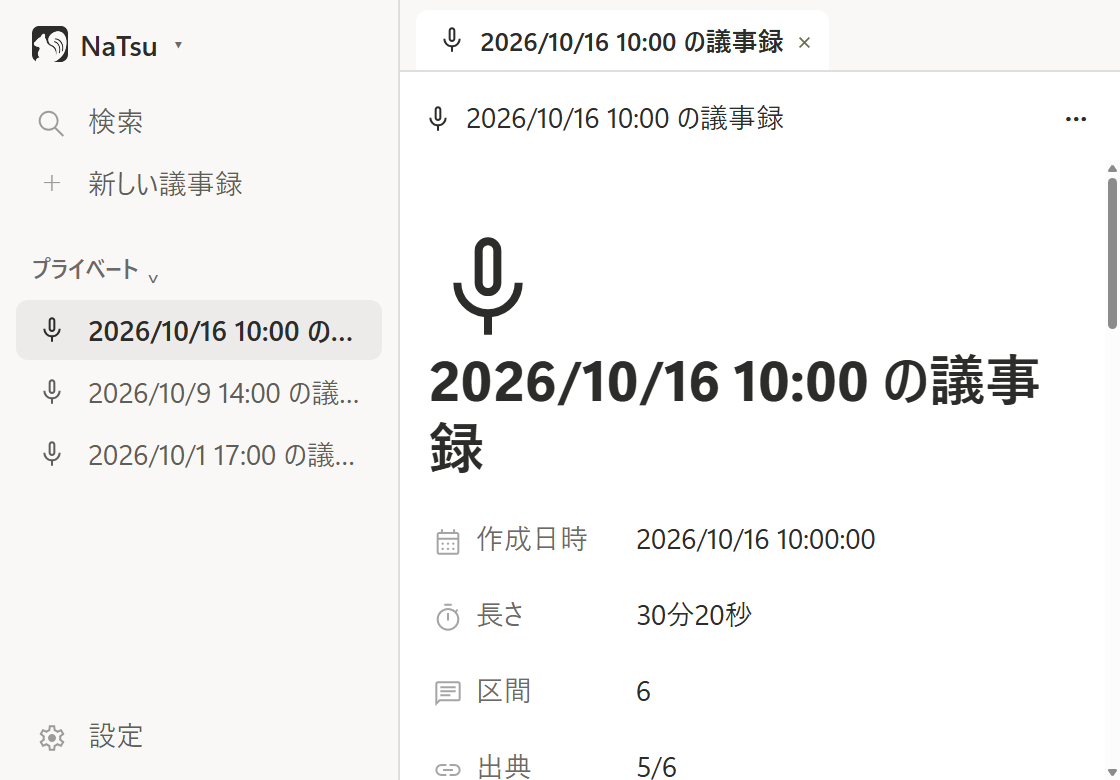 NaTsu
検索
新しい議事録
プライベート
2026/10/16 10:00 の…
2026/10/9 14:00 の議…
2026/10/1 17:00 の議…
設定
2026/10/16 10:00 の議事録
2026/10/16 10:00 の議事録
2026/10/16 10:00 の議事
録
作成日時 2026/10/16 10:00:00
長さ 30分20秒
区間 6
出典 5/6